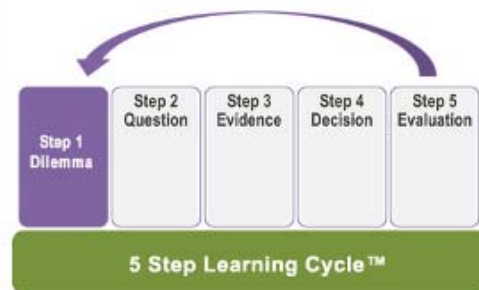 Step 1
Dilemma
Step 2
Question
Step 3
Evidence
Step 4
Decision
Step 5
Evaluation
5 Step Learning Cycle™